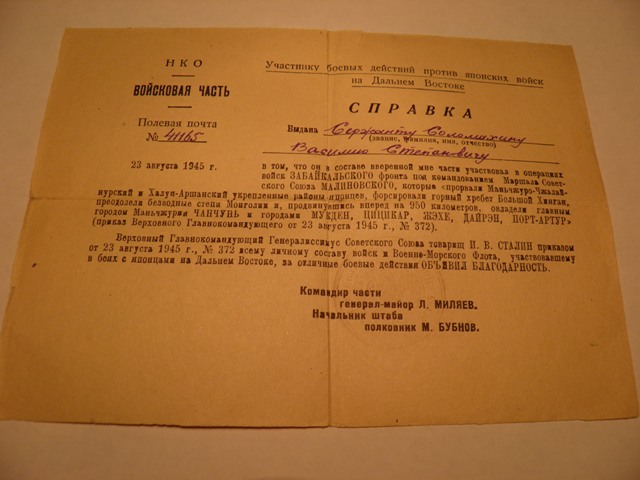 НКО
ВОЙСКОВАЯ ЧАСТЬ
Полевая почта
№ 41165
23 августа 1945 г.
Участнику боевых действий против японских войск
на Дальнем Востоке
СПРАВКА
Выдана Сержанту Соломахину
(звание, фамилия, имя, отчество)
Василию Степановичу
в том, что он в составе вверенной мне части участвовал в операциях
войск ЗАБАЙКАЛЬСКОГО фронта под командованием Маршала Совет-
ского Союза МАЛИНОВСКОГО, которые «прорвали Маньчжуро-Чжалай-
нурский и Халун-Аршанский укрепленные районы японцев, форсировали горный хребет Большой Хинган,
преодолели безводные степи Монголии и, продвинувшись вперед на 950 километров, овладели главным
городом Маньчжурии ЧАНЧУНЬ и городами МУКДЕН, ЦИЦИКАР, ЖЭХЕ, ДАЙРЭН, ПОРТ-АРТУР»
(приказ Верховного Главнокомандующего от 23 августа 1945 г., № 372).
Верховный Главнокомандующий Генералиссимус Советского Союза товарищ И. В. СТАЛИН приказом
от 23 августа 1945 г., № 372 всему личному составу войск и Военно-Морского Флота, участвовавшему
в боях с японцами на Дальнем Востоке, за отличные боевые действия ОБЪЯВИЛ БЛАГОДАРНОСТЬ.
Командир части
генерал-майор Л. МИЛЯЕВ.
Начальник штаба
полковник М. БУБНОВ.